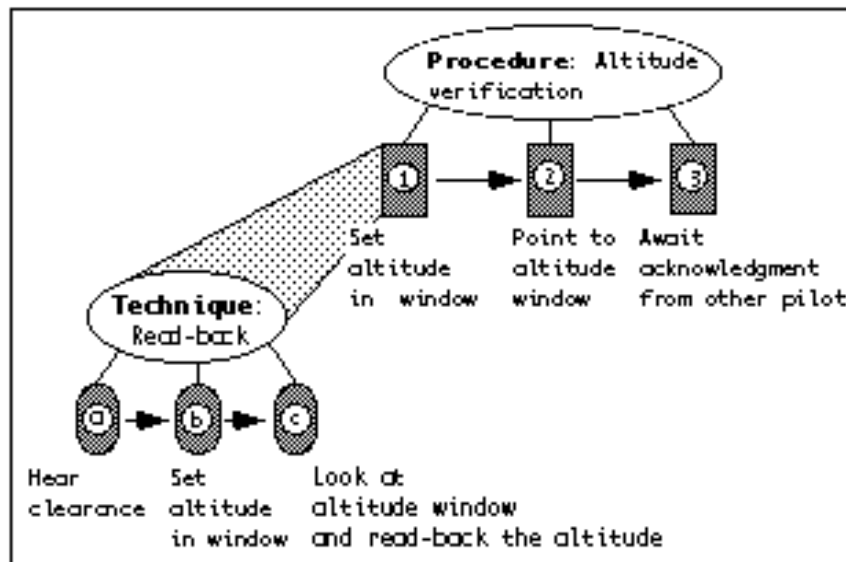 Procedure: Altitude
verification
1
2
3
Set
altitude
in window
Point to
altitude
window
Await
acknowledgment
from other pilot
Technique:
Read-back
a
b
c
Hear
clearance
Set
altitude
in window
Look at
altitude window
and read-back the altitude